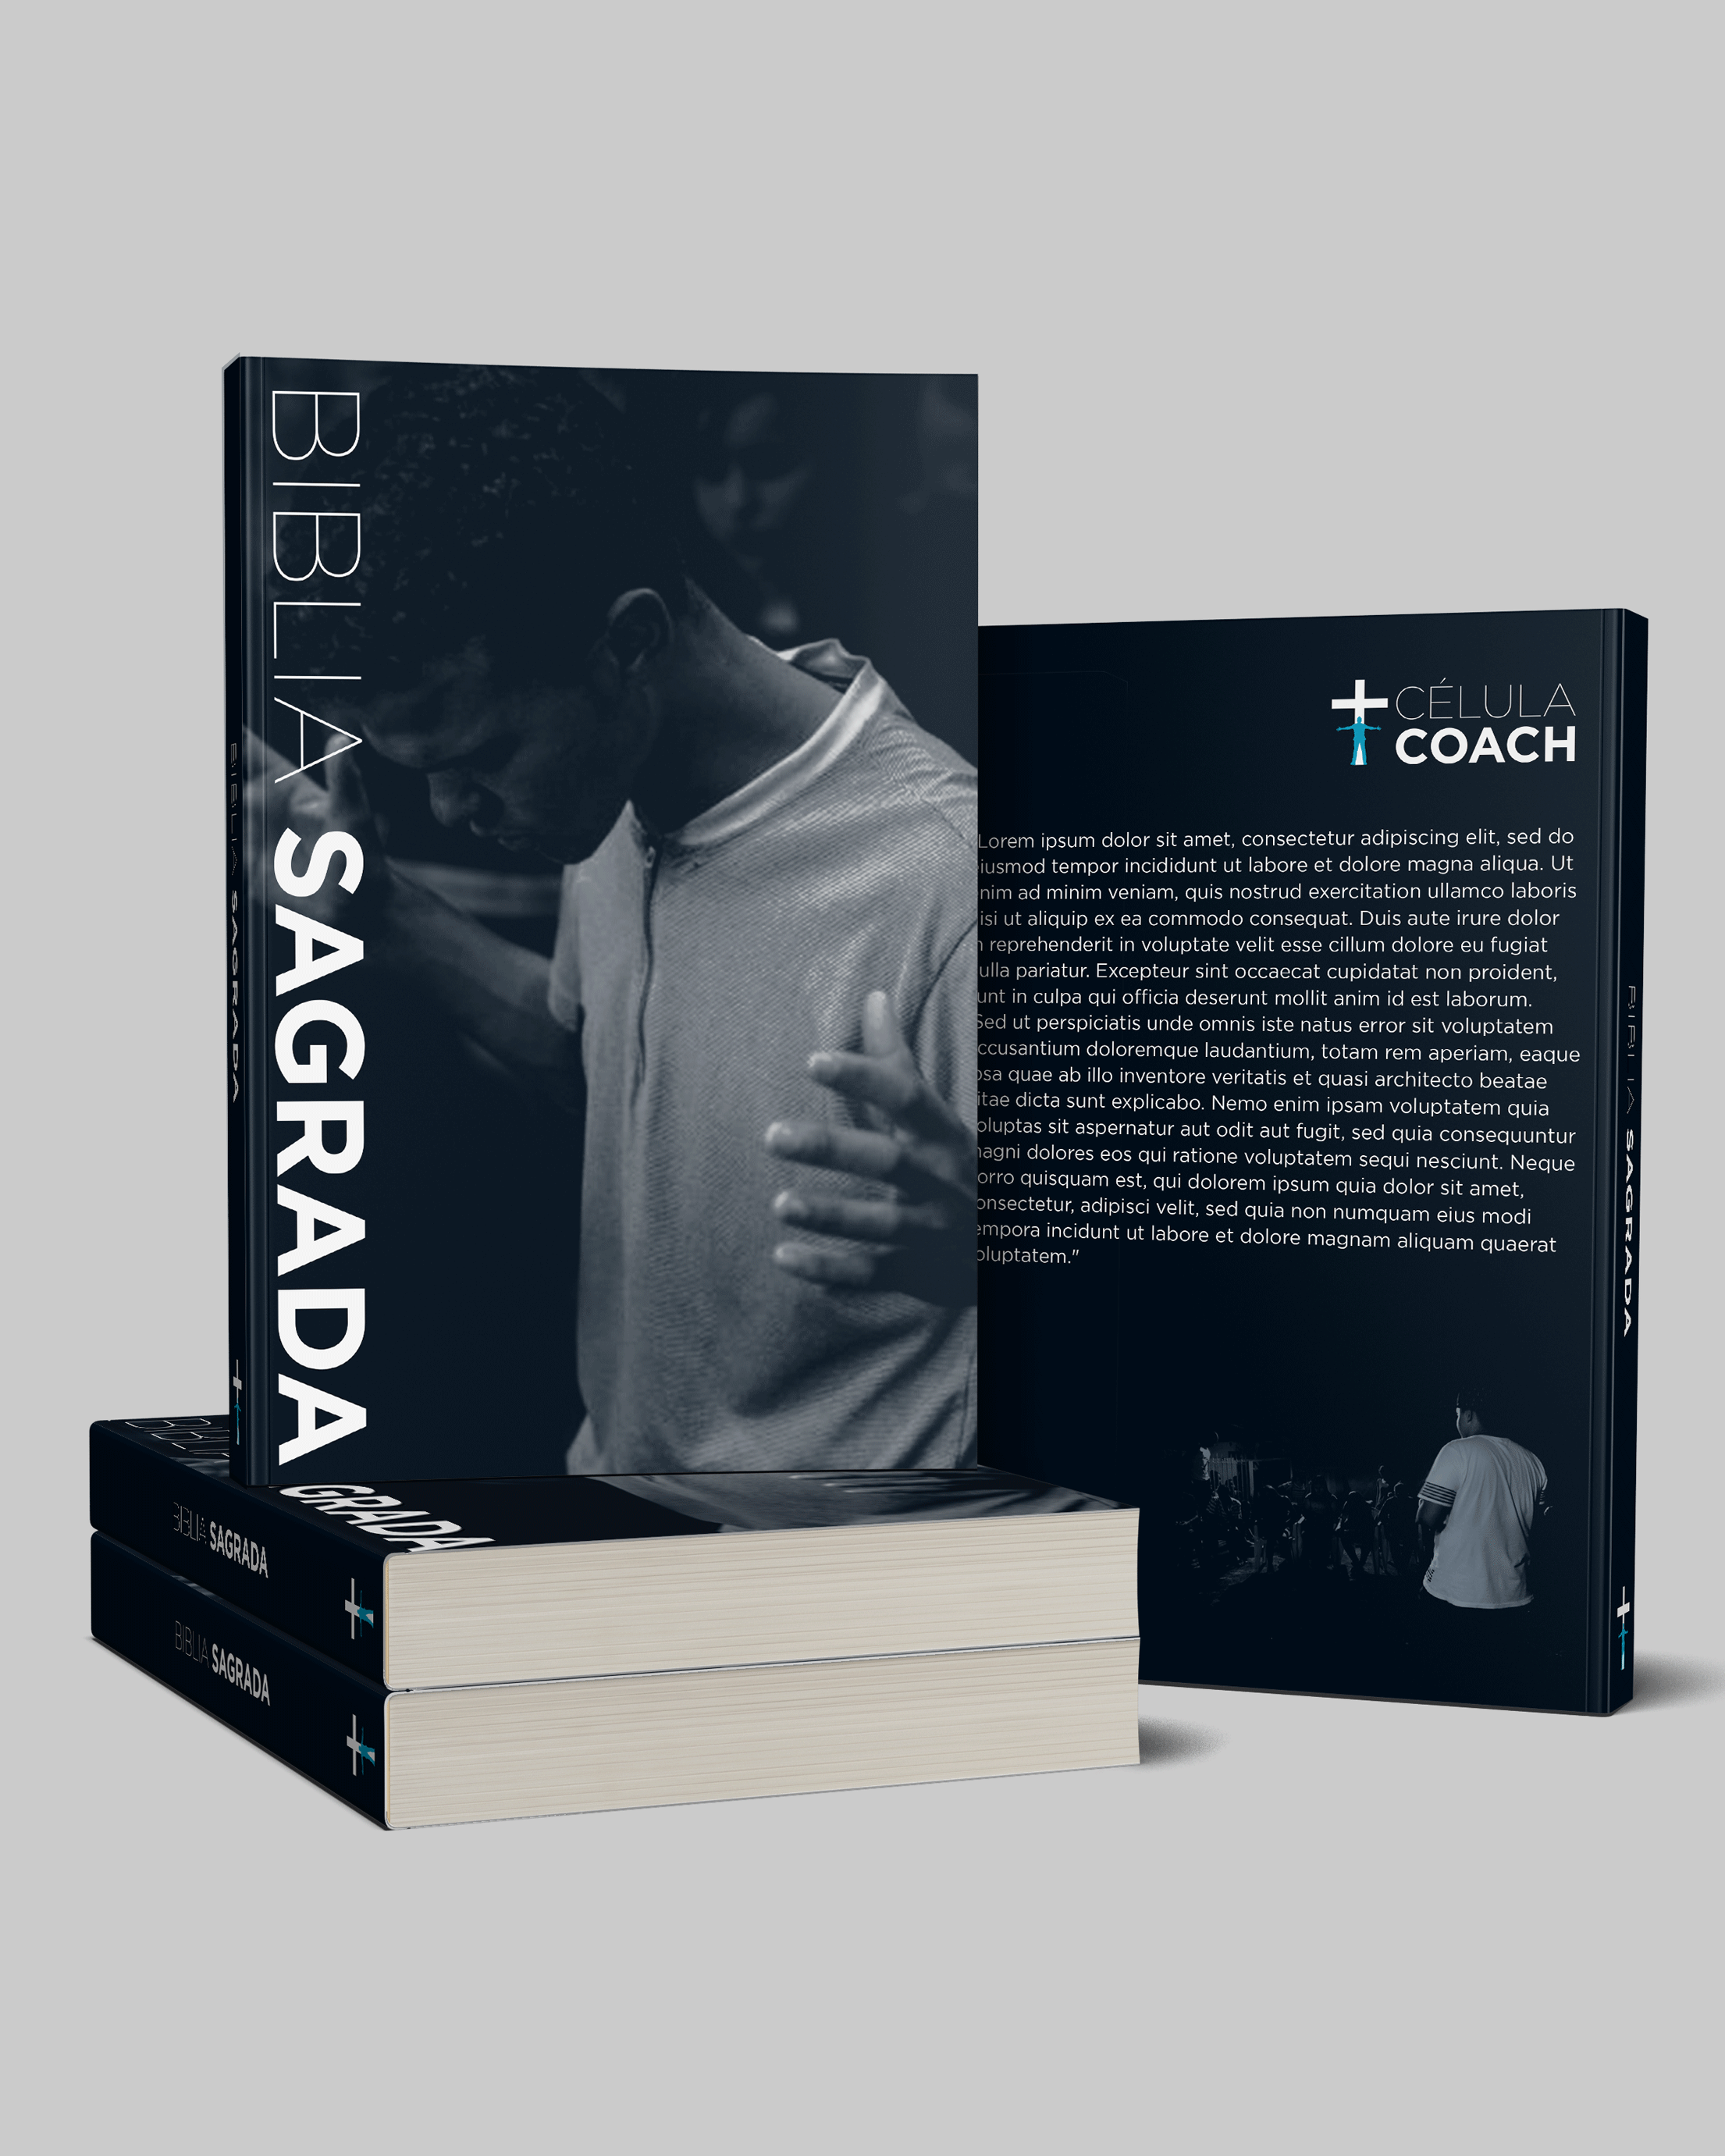 BIBLIA SAGRADA
BIBLIA SAGRADA
CÉLULA
COACH
Lorem ipsum dolor sit amet, consectetur adipiscing elit, sed do
iusmod tempor incididunt ut labore et dolore magna aliqua. Ut
nim ad minim veniam, quis nostrud exercitation ullamco laboris
isi ut aliquip ex ea commodo consequat. Duis aute irure dolor
n reprehenderit in voluptate velit esse cillum dolore eu fugiat
ulla pariatur. Excepteur sint occaecat cupidatat non proident,
unt in culpa qui officia deserunt mollit anim id est laborum.
Sed ut perspiciatis unde omnis iste natus error sit voluptatem
ccusantium doloremque laudantium, totam rem aperiam, eaque
psa quae ab illo inventore veritatis et quasi architecto beatae
itae dicta sunt explicabo. Nemo enim ipsam voluptatem quia
oluptas sit aspernatur aut odit aut fugit, sed quia consequuntur
nagni dolores eos qui ratione voluptatem sequi nesciunt. Neque
orro quisquam est, qui dolorem ipsum quia dolor sit amet,
onsectetur, adipisci velit, sed quia non numquam eius modi
empora incidunt ut labore et dolore magnam aliquam quaerat
oluptatem."
BIBLIA SAGRADA
GRADA
BIBLIA SAGRADA
BIBLIA SAGRADA